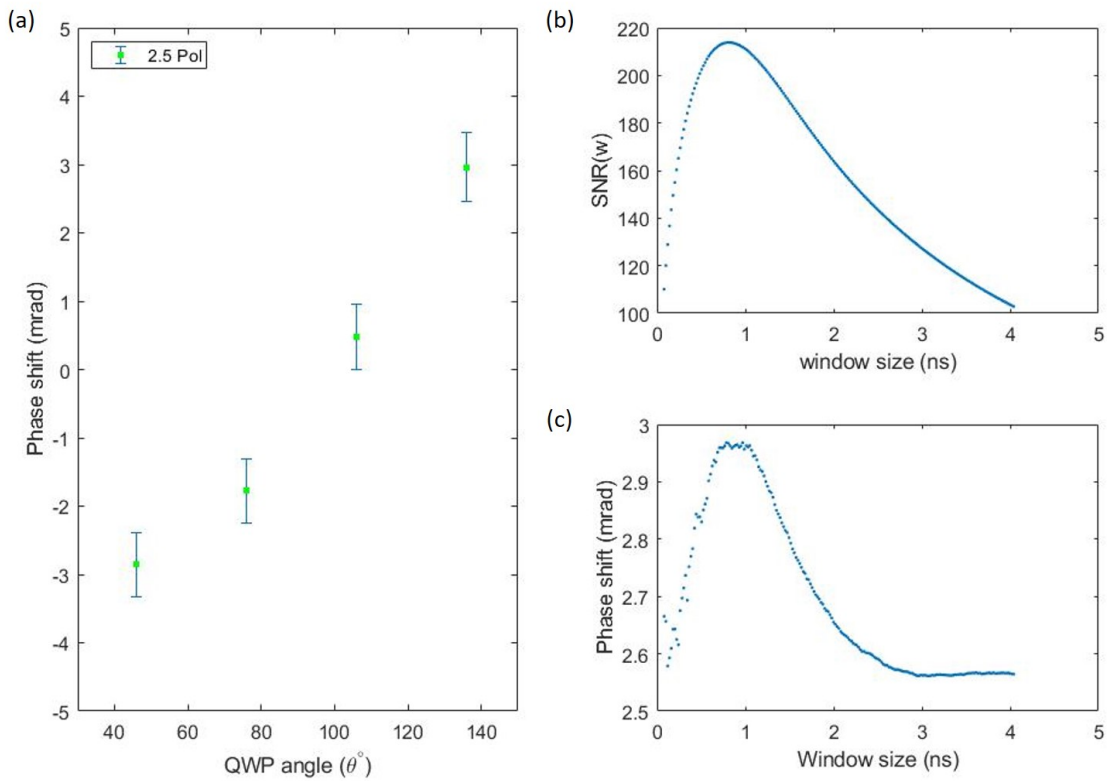 (a)
5
4
3
2
1
0
-1
-2
-3
-4
-5
40 60 80 100 120 140
Phase shift (mrad)
QWP angle (θ°)
2.5 Pol
(b)
220
200
180
160
140
120
100
0 1 2 3 4 5
SNR(w)
window size (ns)
(c)
3
2.9
2.8
2.7
2.6
2.5
0 1 2 3 4 5
Phase shift (mrad)
Window size (ns)